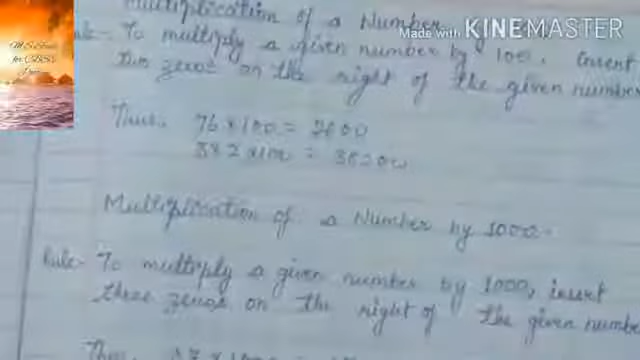 Multiplication of a Number
Made with KINEMASTER
Rule- To multiply a given number by 100, insert
two zeros on the right of the given number
M.S. 
for CBSE
Thus, 76 × 100 = 7600
382 × 100 = 38200
Multiplication of a Number by 1000-
Rule- To multiply a given number by 1000, insert
three zeros on the right of the given number
Thus,